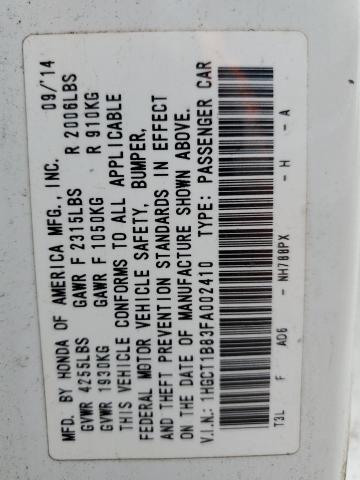 MFD. BY HONDA OF AMERICA MFG., INC. 09/'14
GVWR 4255LBS GAWR F 2315LBS R 2006LBS
GVWR 1930KG GAWR F 1050KG R 910KG
THIS VEHICLE CONFORMS TO ALL APPLICABLE
FEDERAL MOTOR VEHICLE SAFETY, BUMPER,
AND THEFT PREVENTION STANDARDS IN EFFECT
ON THE DATE OF MANUFACTURE SHOWN ABOVE.
V.I.N.: 1HGCT1B83FA002410 TYPE: PASSENGER CAR
T3L F AO6 - NH788PX - H - A